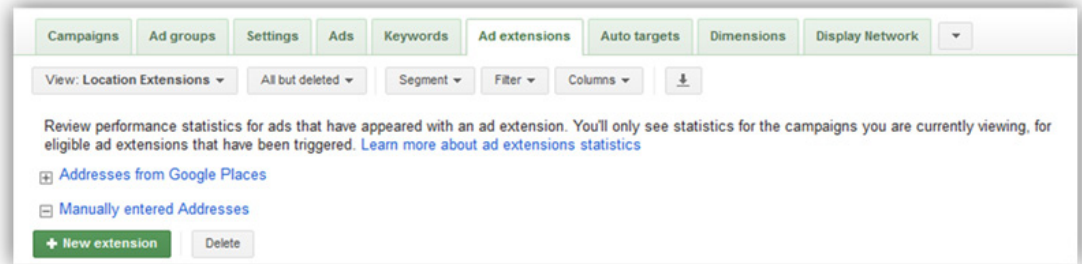 Campaigns Ad groups Settings Ads Keywords Ad extensions Auto targets Dimensions Display Network
View: Location Extensions All but deleted Segment Filter Columns
Review performance statistics for ads that have appeared with an ad extension. You'll only see statistics for the campaigns you are currently viewing, for
eligible ad extensions that have been triggered. Learn more about ad extensions statistics
Addresses from Google Places
Manually entered Addresses
+ New extension Delete